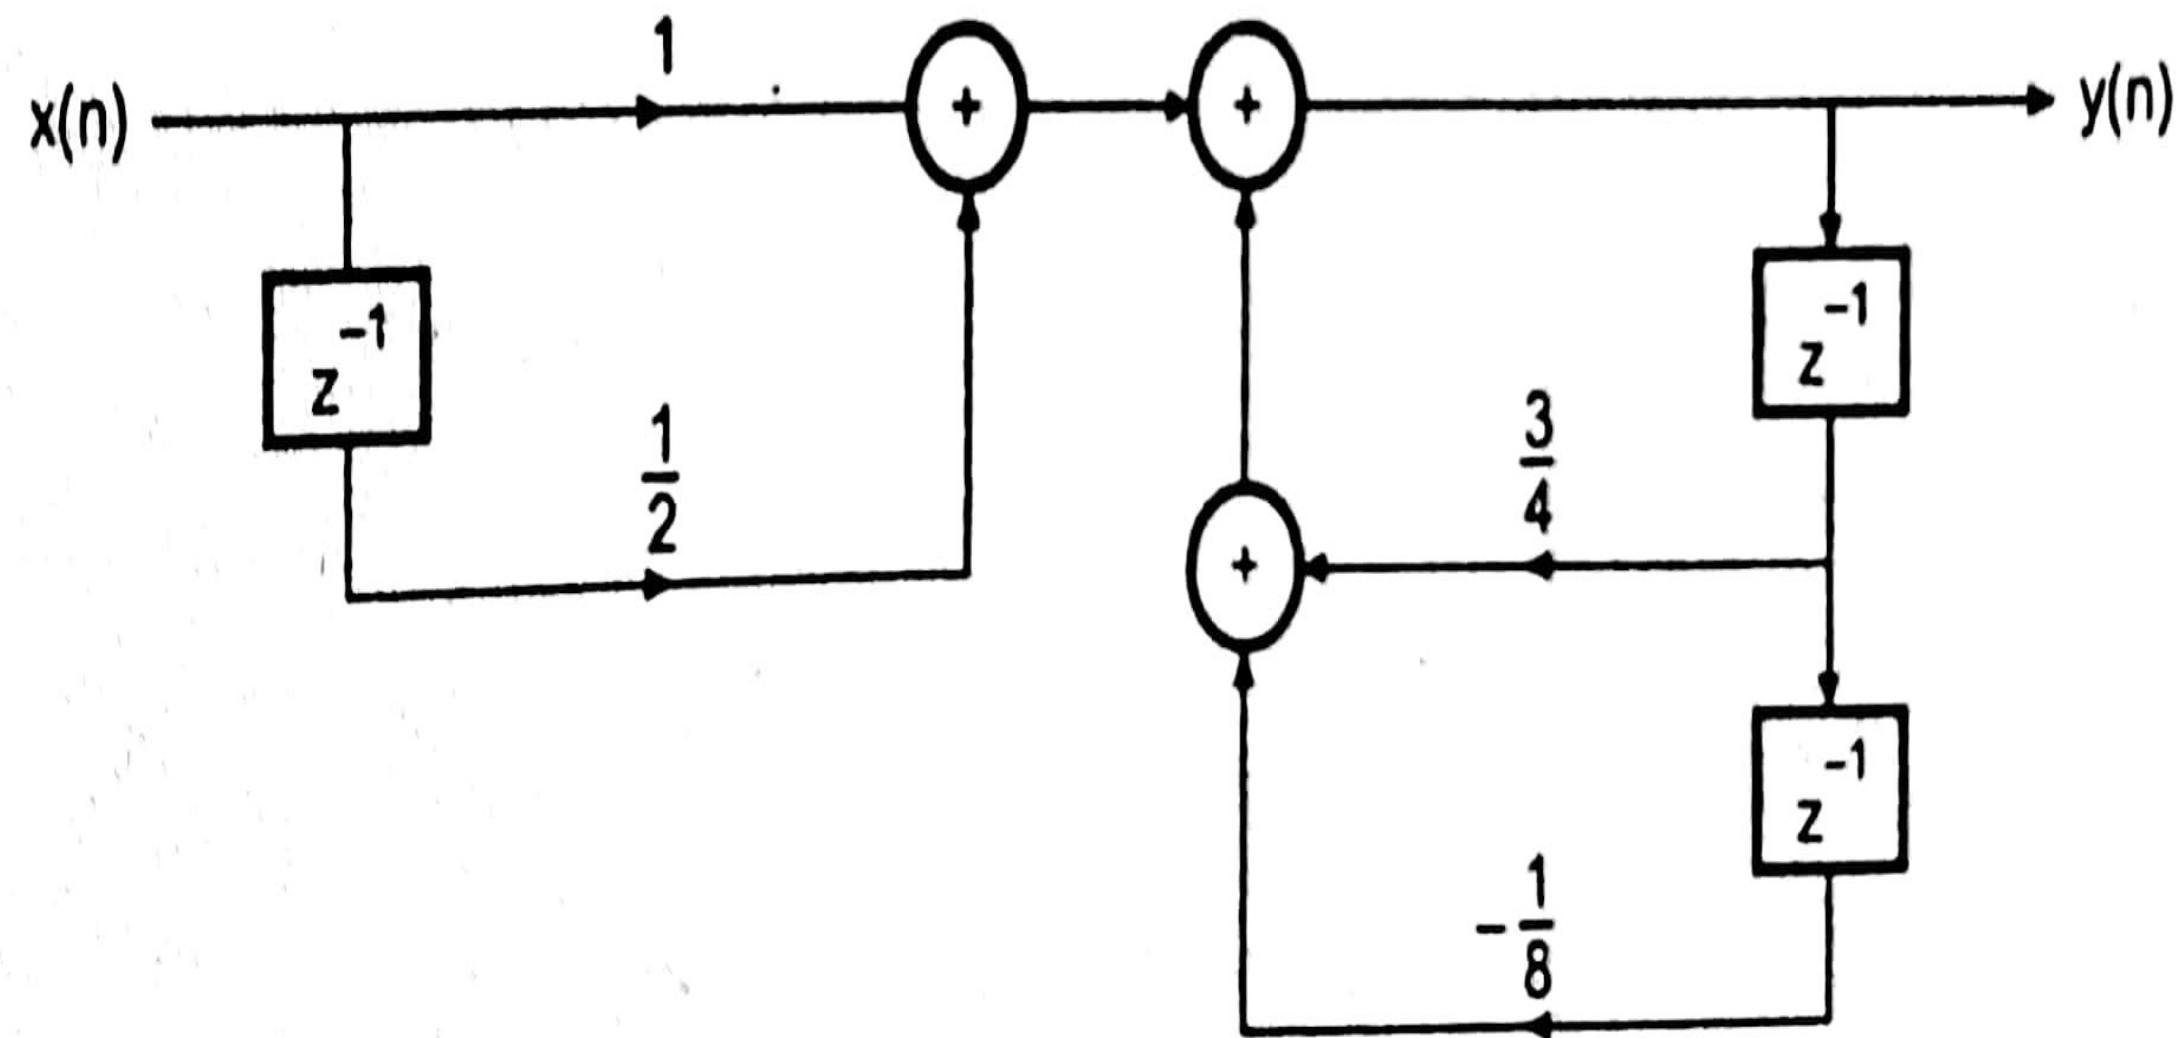 x(n) 1 + + y(n)
z^-1
z^-1
1/2
3/4
+
z^-1
-1/8